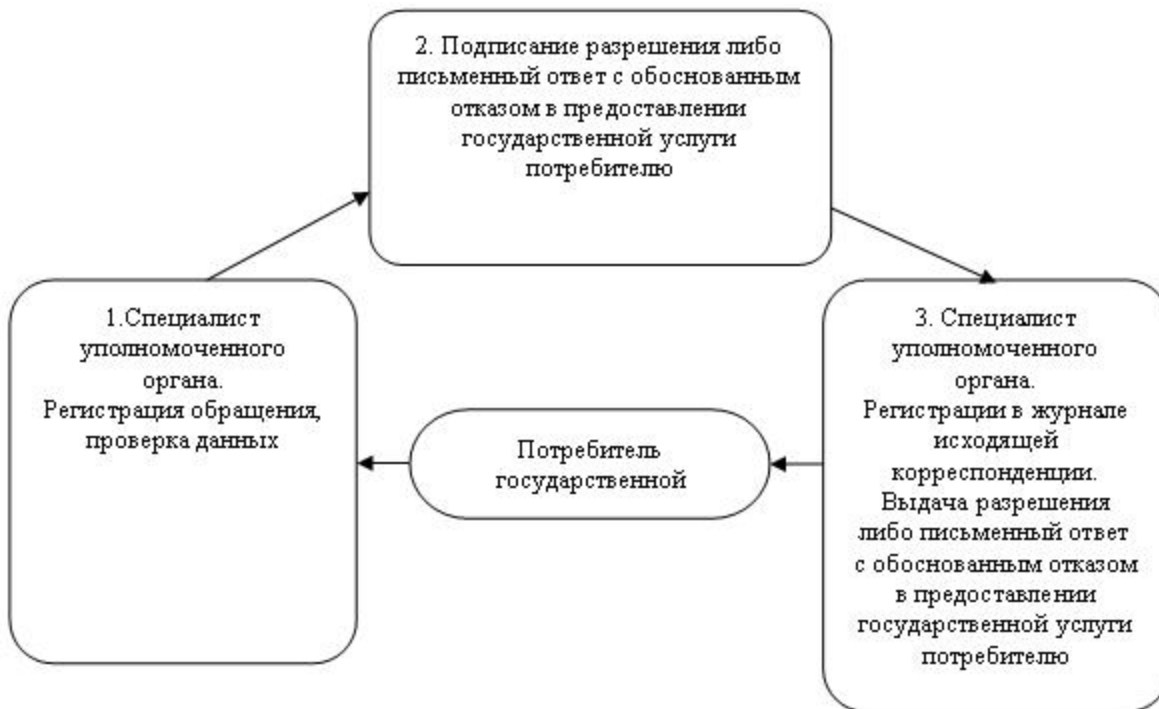 2. Подписание разрешения либо
письменный ответ с обоснованным
отказом в предоставлении
государственной услуги
потребителю
1.Специалист
уполномоченного
органа.
Регистрация обращения,
проверка данных
Потребитель
государственной
3. Специалист
уполномоченного
органа.
Регистрации в журнале
исходящей
корреспонденции.
Выдача разрешения
либо письменный ответ
с обоснованным отказом
в предоставлении
государственной услуги
потребителю